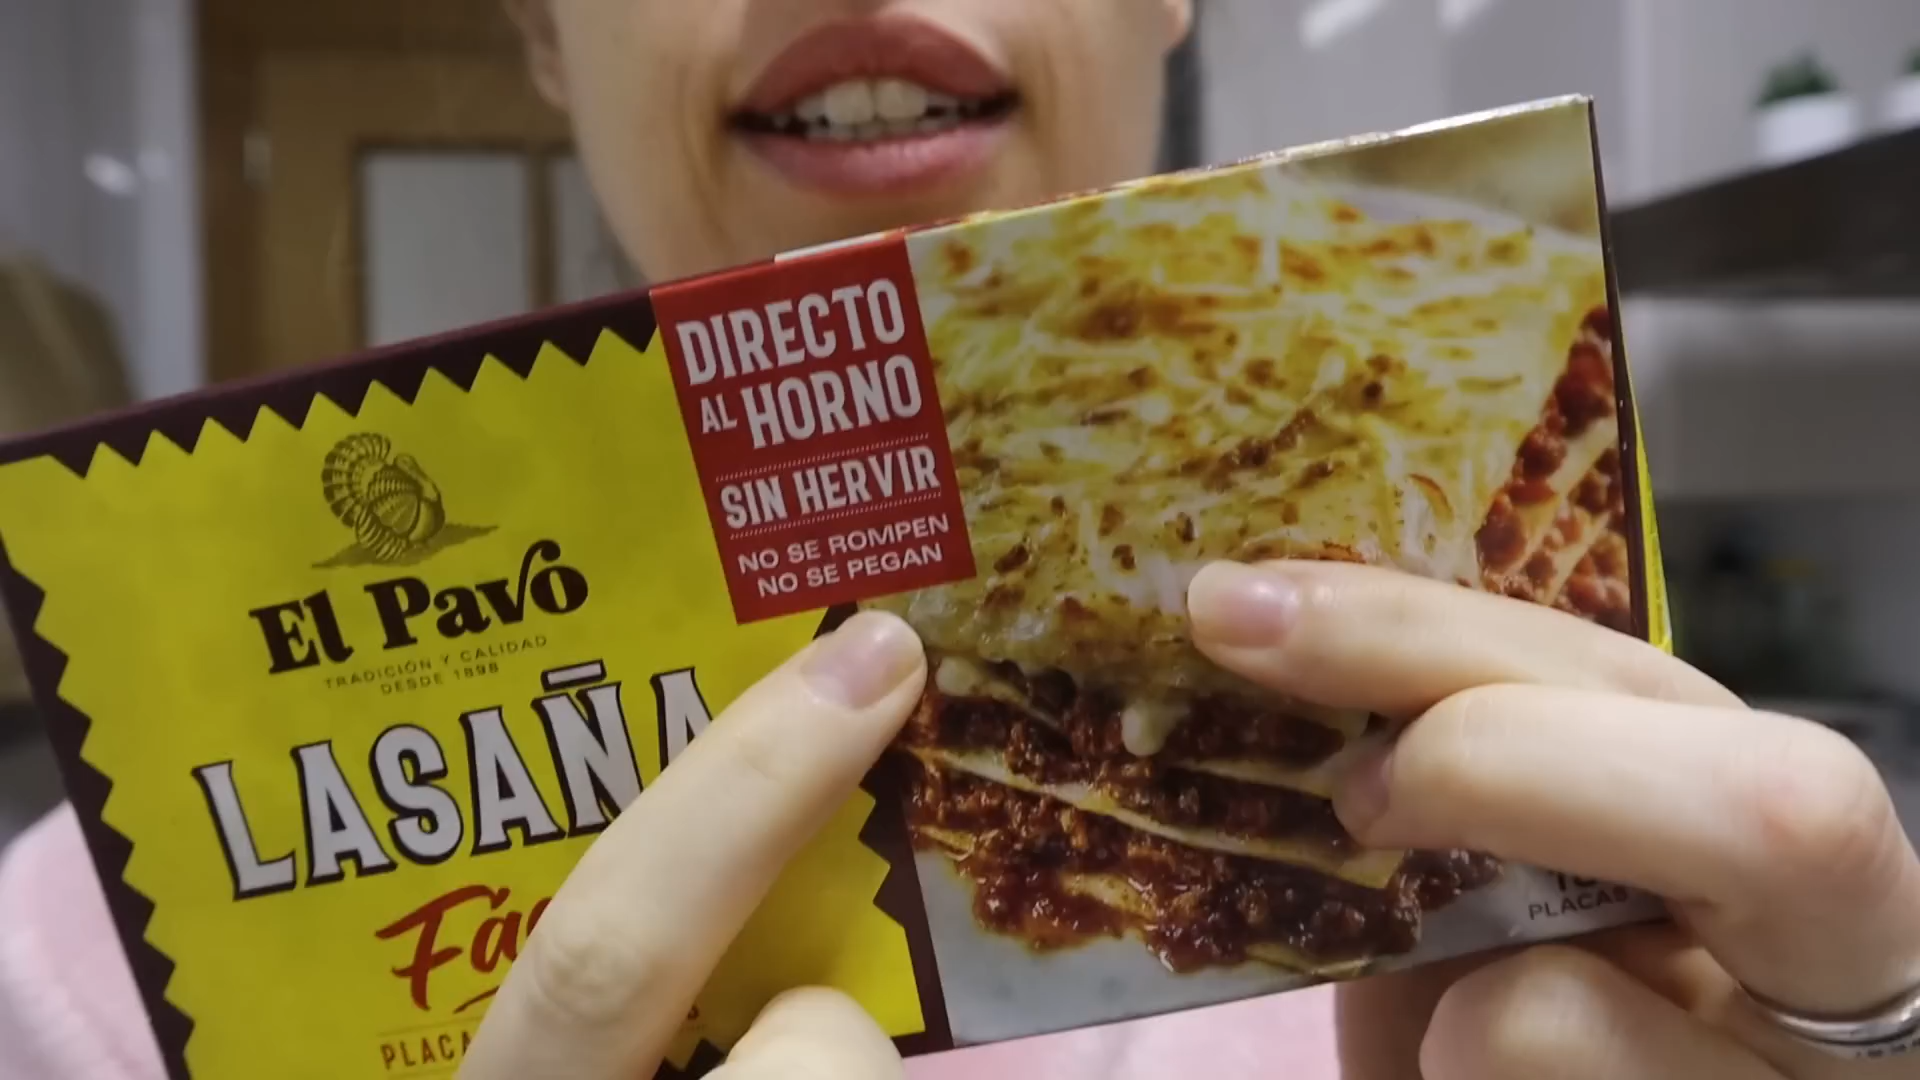 El Pavo
TRADICIÓN Y CALIDAD
DESDE 1898
LASAÑA
DIRECTO
AL HORNO
SIN HERVIR
NO SE ROMPEN
NO SE PEGAN
PLACAS